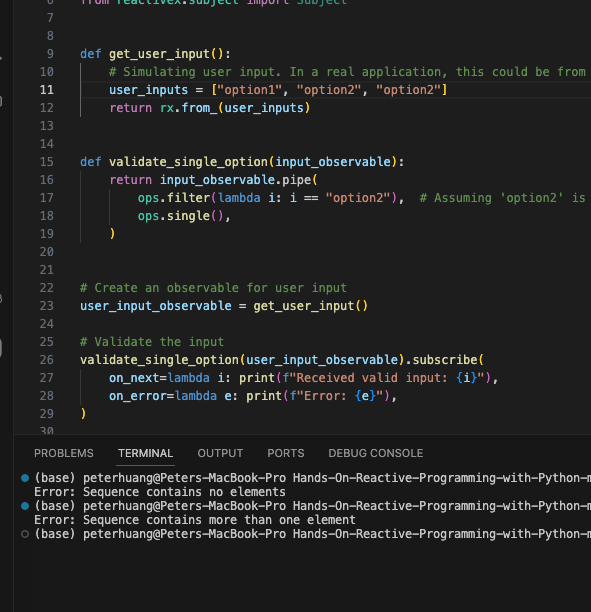 6 from reactivex.subject import Subject
7
8
9 def get_user_input():
10 # Simulating user input. In a real application, this could be from
11 user_inputs = ["option1", "option2", "option2"]
12 return rx.from_(user_inputs)
13
14
15 def validate_single_option(input_observable):
16 return input_observable.pipe(
17 ops.filter(lambda i: i == "option2"), # Assuming 'option2' is
18 ops.single(),
19 )
20
21
22 # Create an observable for user input
23 user_input_observable = get_user_input()
24
25 # Validate the input
26 validate_single_option(user_input_observable).subscribe(
27 on_next=lambda i: print(f"Received valid input: {i}"),
28 on_error=lambda e: print(f"Error: {e}"),
29 )
30
PROBLEMS TERMINAL OUTPUT PORTS DEBUG CONSOLE
(base) peterhuang@Peters-MacBook-Pro Hands-On-Reactive-Programming-with-Python-m
Error: Sequence contains no elements
(base) peterhuang@Peters-MacBook-Pro Hands-On-Reactive-Programming-with-Python-m
Error: Sequence contains more than one element
(base) peterhuang@Peters-MacBook-Pro Hands-On-Reactive-Programming-with-Python-m